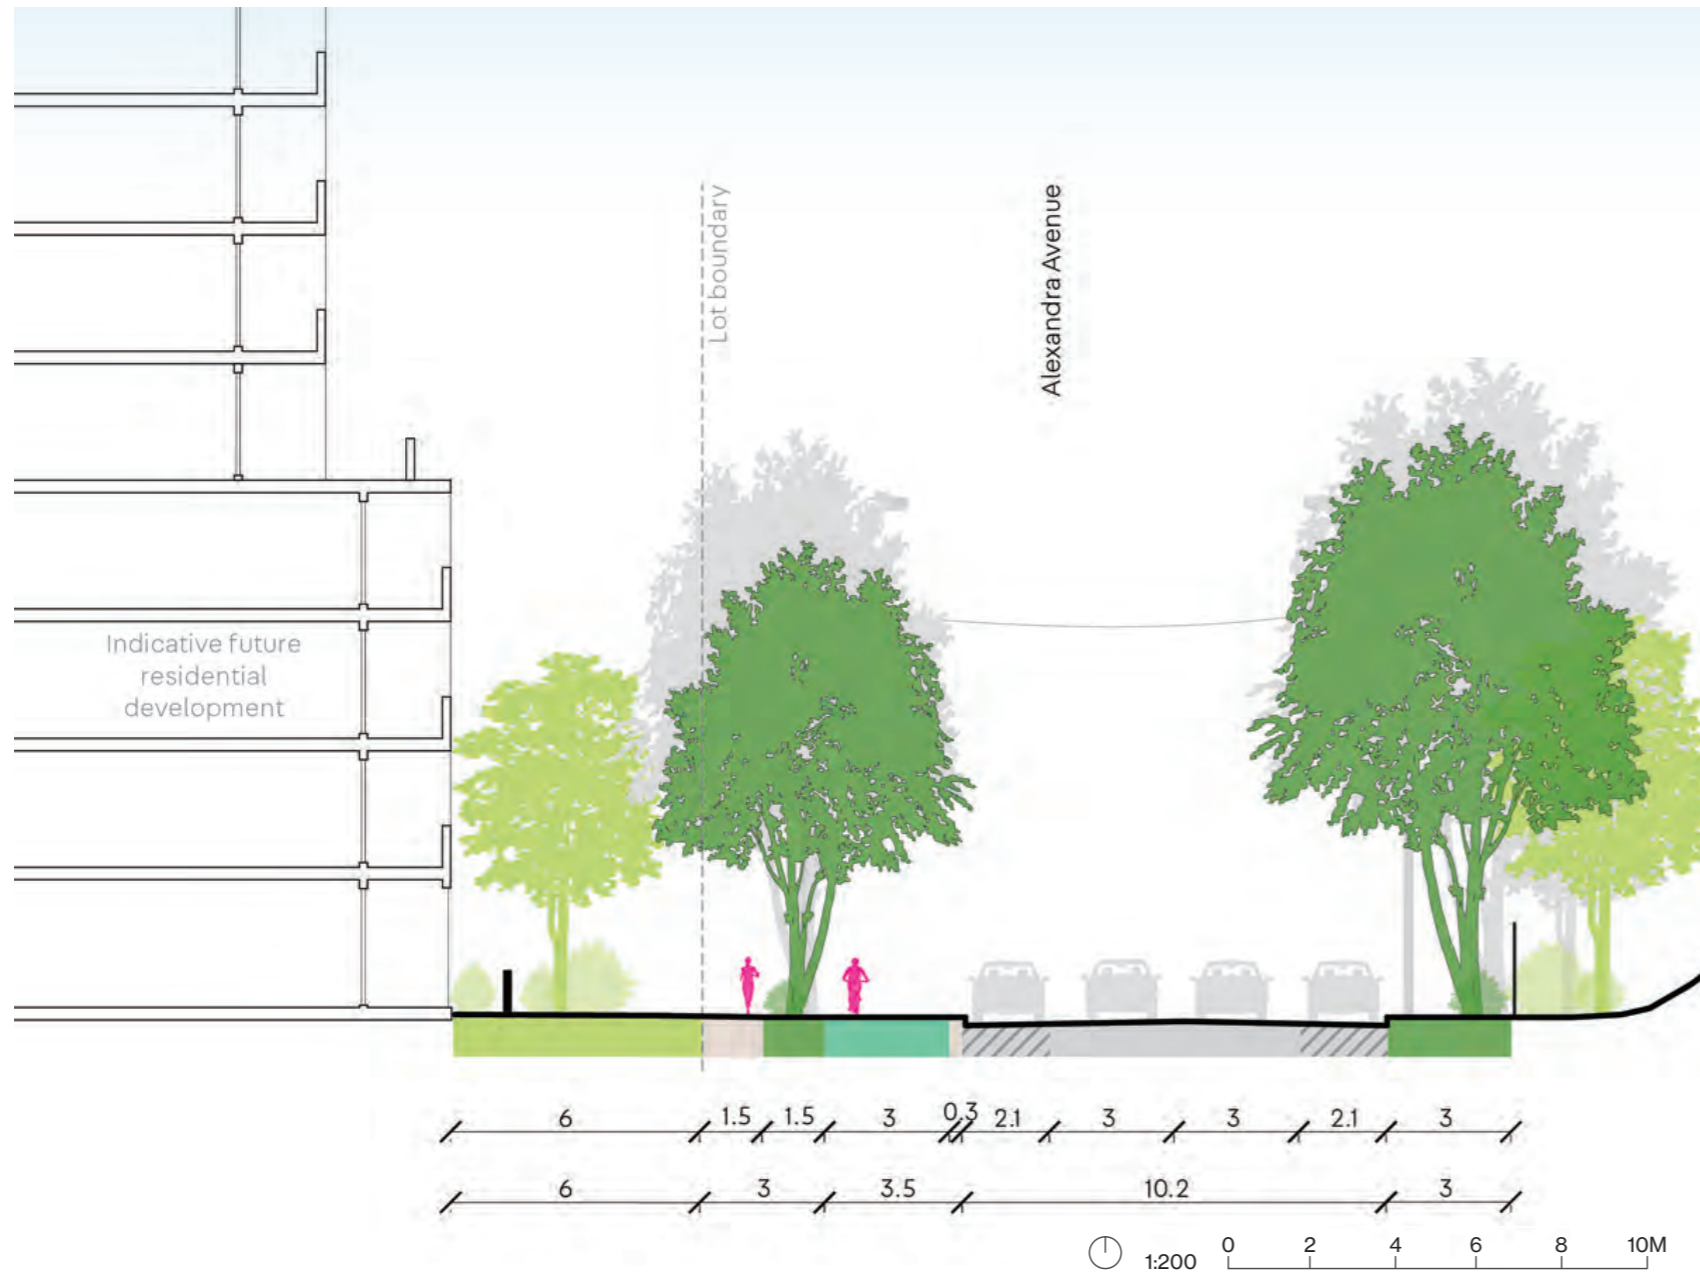 Lot boundary
Alexandra Avenue
Indicative future
residential
development
6 1.5 1.5 3 0.3 2.1 3 3 2.1 3
6 3 3.5 10.2 3
1:200 0 2 4 6 8 10M